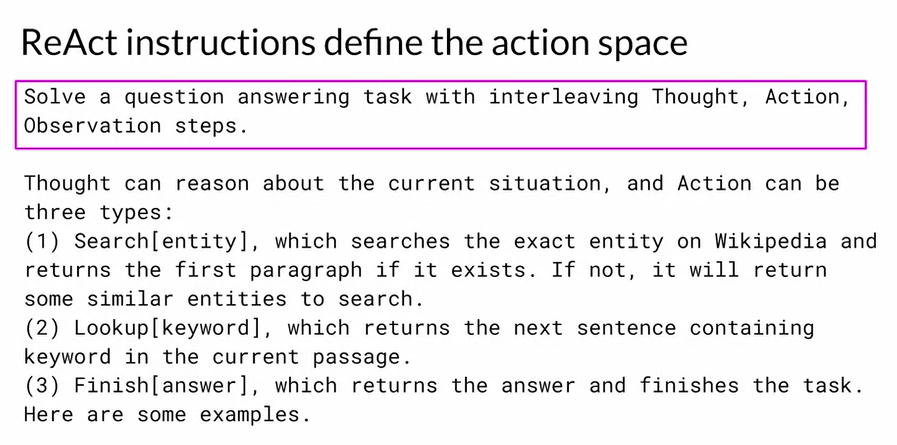 ReAct instructions define the action space
Solve a question answering task with interleaving Thought, Action,
Observation steps.
Thought can reason about the current situation, and Action can be
three types:
(1) Search[entity], which searches the exact entity on Wikipedia and
returns the first paragraph if it exists. If not, it will return
some similar entities to search.
(2) Lookup[keyword], which returns the next sentence containing
keyword in the current passage.
(3) Finish[answer], which returns the answer and finishes the task.
Here are some examples.